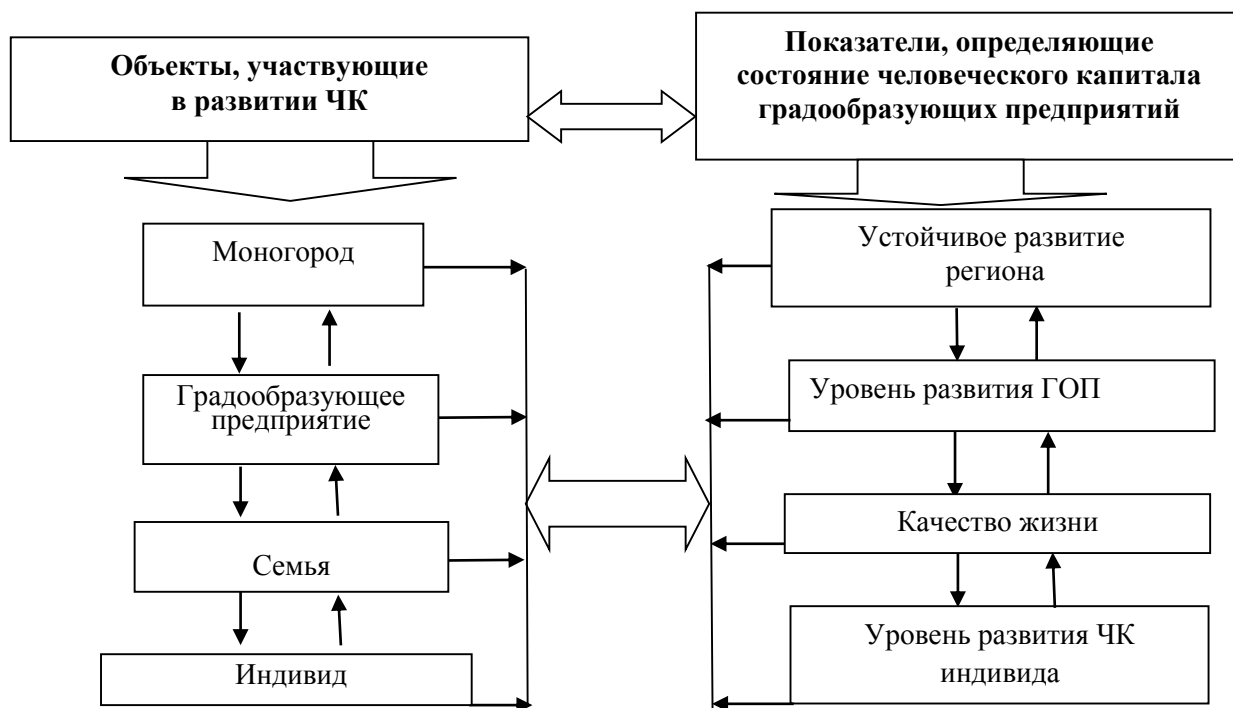 Объекты, участвующие
в развитии ЧК
Показатели, определяющие
состояние человеческого капитала
градообразующих предприятий
Моногород
Градообразующее
предприятие
Семья
Индивид
Устойчивое развитие
региона
Уровень развития ГОП
Качество жизни
Уровень развития ЧК
индивида